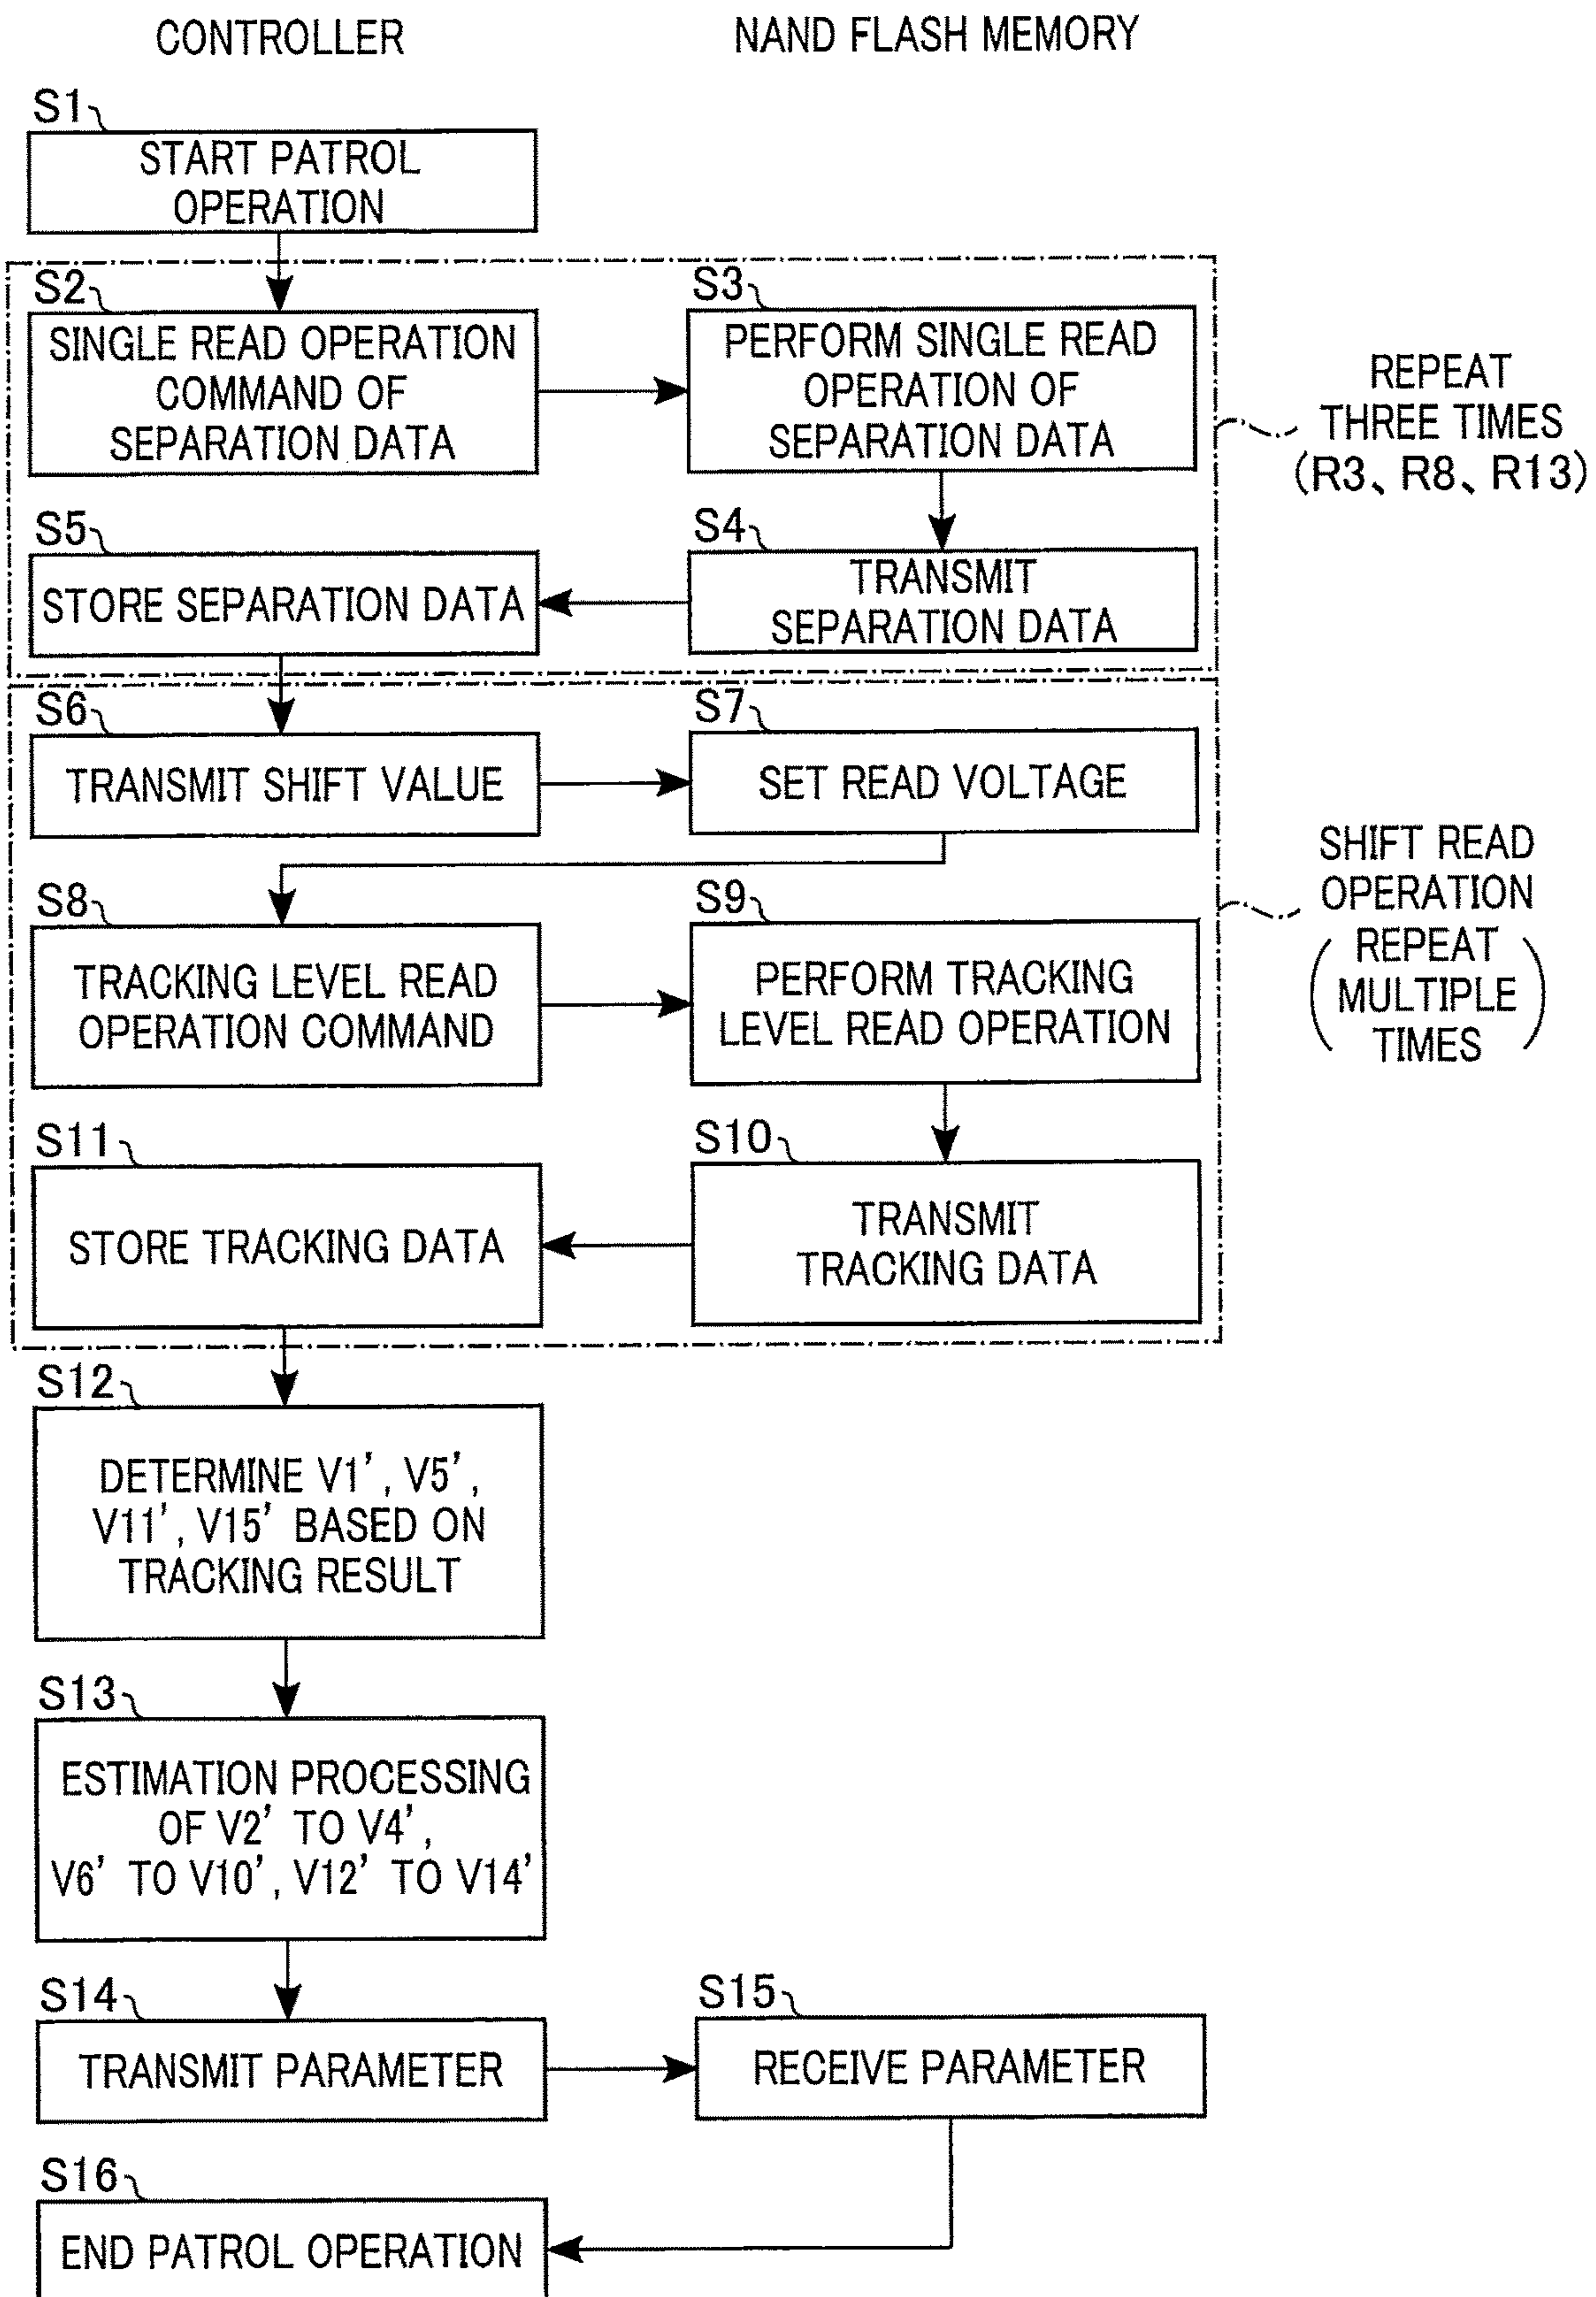 CONTROLLER
NAND FLASH MEMORY
S1
START PATROL
OPERATION
S2
SINGLE READ OPERATION
COMMAND OF
SEPARATION DATA
S3
PERFORM SINGLE READ
OPERATION OF
SEPARATION DATA
REPEAT
THREE TIMES
(R3、R8、R13)
S5
STORE SEPARATION DATA
S4
TRANSMIT
SEPARATION DATA
S6
TRANSMIT SHIFT VALUE
S7
SET READ VOLTAGE
SHIFT READ
OPERATION
(REPEAT
MULTIPLE
TIMES)
S8
TRACKING LEVEL READ
OPERATION COMMAND
S9
PERFORM TRACKING
LEVEL READ OPERATION
S11
STORE TRACKING DATA
S10
TRANSMIT
TRACKING DATA
S12
DETERMINE V1', V5',
V11', V15' BASED ON
TRACKING RESULT
S13
ESTIMATION PROCESSING
OF V2' TO V4',
V6' TO V10', V12' TO V14'
S14
TRANSMIT PARAMETER
S15
RECEIVE PARAMETER
S16
END PATROL OPERATION